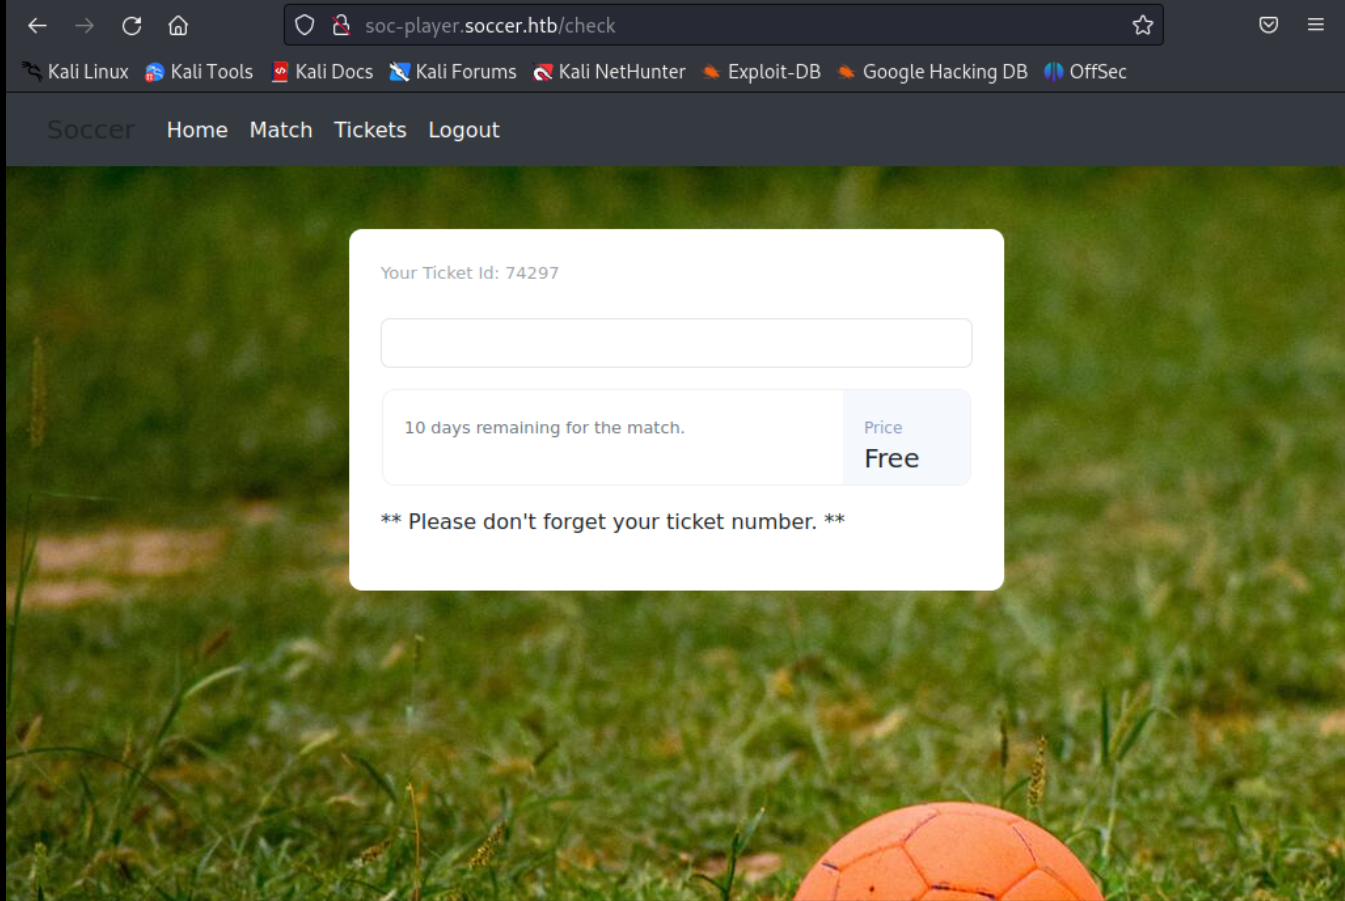 soc-player.soccer.htb/check
Kali Linux Kali Tools Kali Docs Kali Forums Kali NetHunter Exploit-DB Google Hacking DB OffSec
Soccer Home Match Tickets Logout
Your Ticket Id: 74297
10 days remaining for the match.
Price
Free
** Please don't forget your ticket number. **